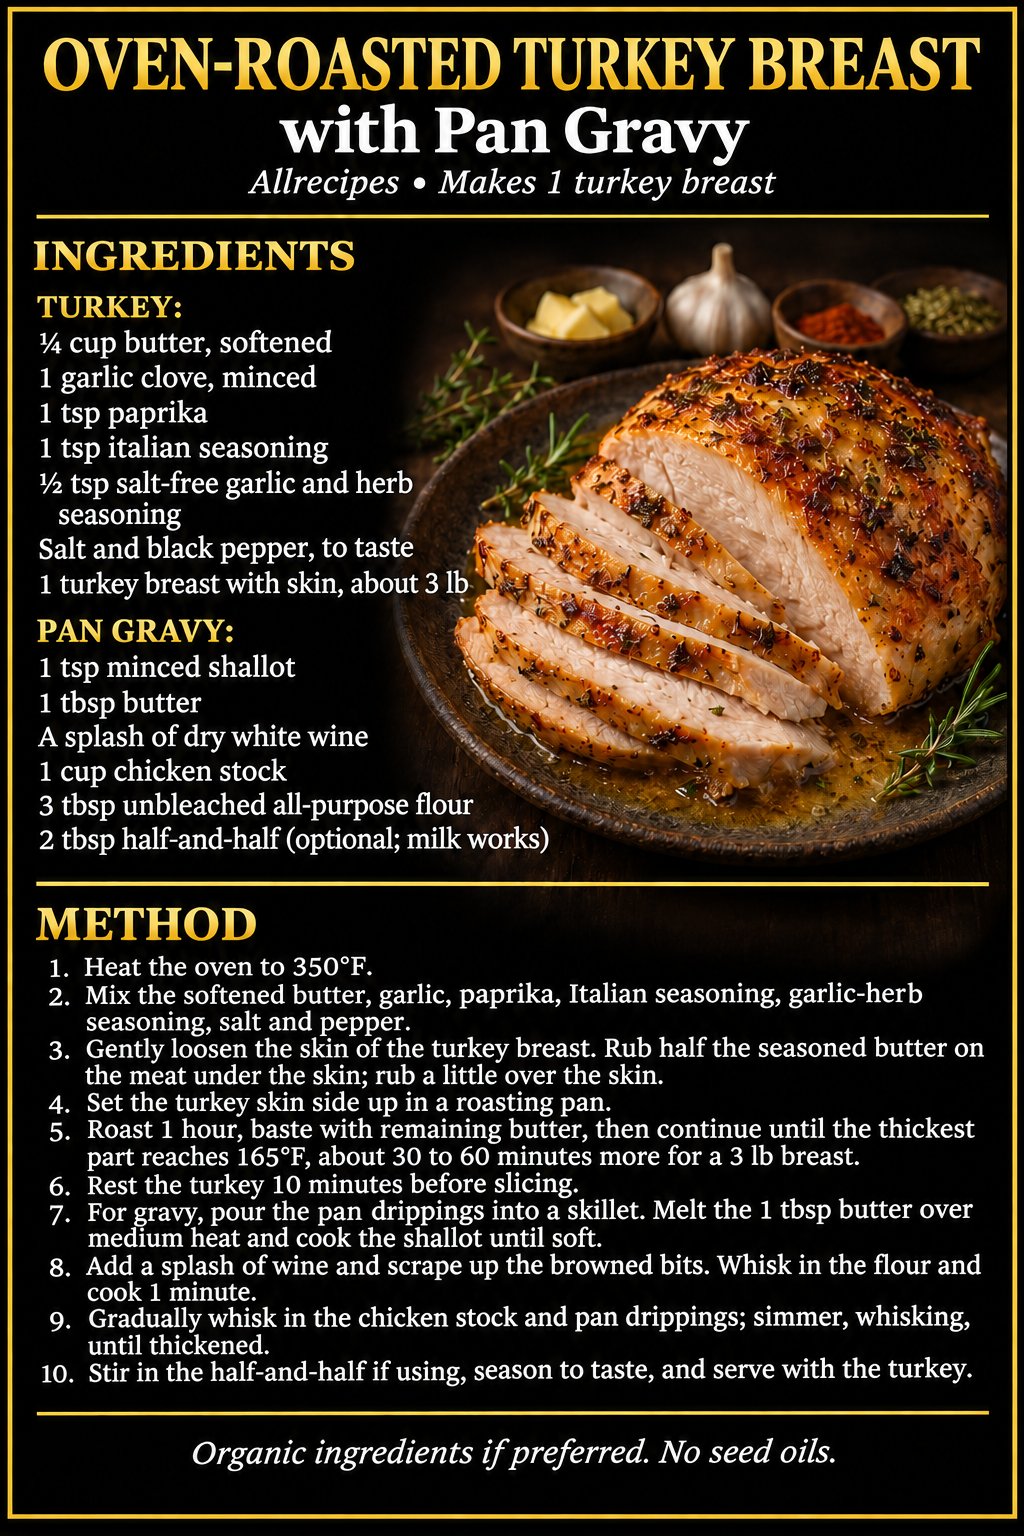 OVEN-ROASTED TURKEY BREAST
with Pan Gravy
Allrecipes • Makes 1 turkey breast
INGREDIENTS
TURKEY:
¼ cup butter, softened
1 garlic clove, minced
1 tsp paprika
1 tsp italian seasoning
½ tsp salt-free garlic and herb
seasoning
Salt and black pepper, to taste
1 turkey breast with skin, about 3 lb
PAN GRAVY:
1 tsp minced shallot
1 tbsp butter
A splash of dry white wine
1 cup chicken stock
3 tbsp unbleached all-purpose flour
2 tbsp half-and-half (optional; milk works)
METHOD
1. Heat the oven to 350°F.
2. Mix the softened butter, garlic, paprika, Italian seasoning, garlic-herb
seasoning, salt and pepper.
3. Gently loosen the skin of the turkey breast. Rub half the seasoned butter on
the meat under the skin; rub a little over the skin.
4. Set the turkey skin side up in a roasting pan.
5. Roast 1 hour, baste with remaining butter, then continue until the thickest
part reaches 165°F, about 30 to 60 minutes more for a 3 lb breast.
6. Rest the turkey 10 minutes before slicing.
7. For gravy, pour the pan drippings into a skillet. Melt the 1 tbsp butter over
medium heat and cook the shallot until soft.
8. Add a splash of wine and scrape up the browned bits. Whisk in the flour and
cook 1 minute.
9. Gradually whisk in the chicken stock and pan drippings; simmer, whisking,
until thickened.
10. Stir in the half-and-half if using, season to taste, and serve with the turkey.
Organic ingredients if preferred. No seed oils.